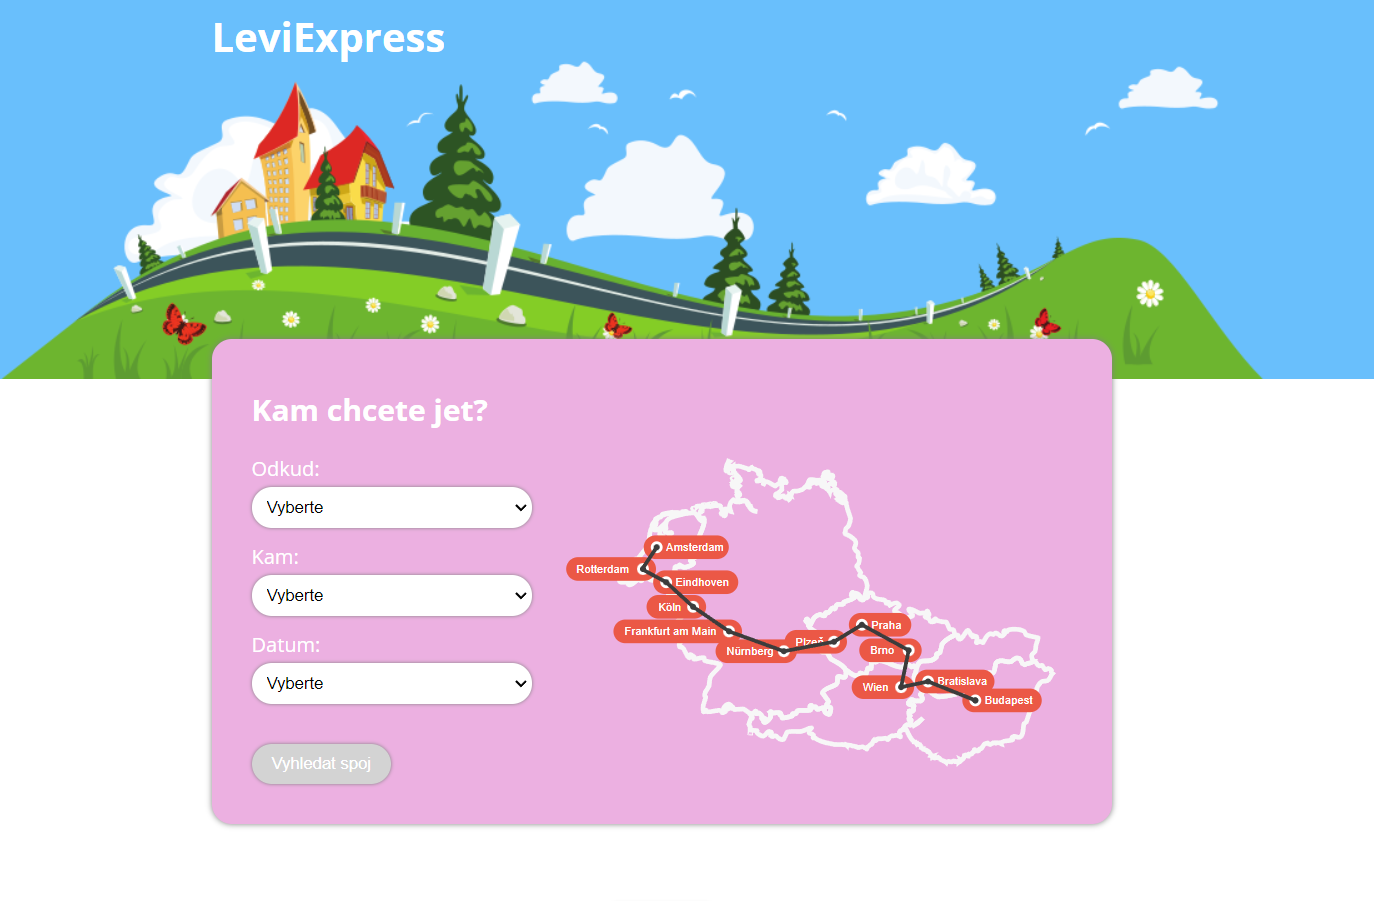 LeviExpress
Kam chcete jet?
Odkud:
Vyberte
Kam:
Vyberte
Datum:
Vyberte
Vyhledat spoj
Amsterdam
Rotterdam
Eindhoven
Köln
Frankfurt am Main
Nürnberg
Plzeň
Praha
Brno
Wien
Bratislava
Budapest